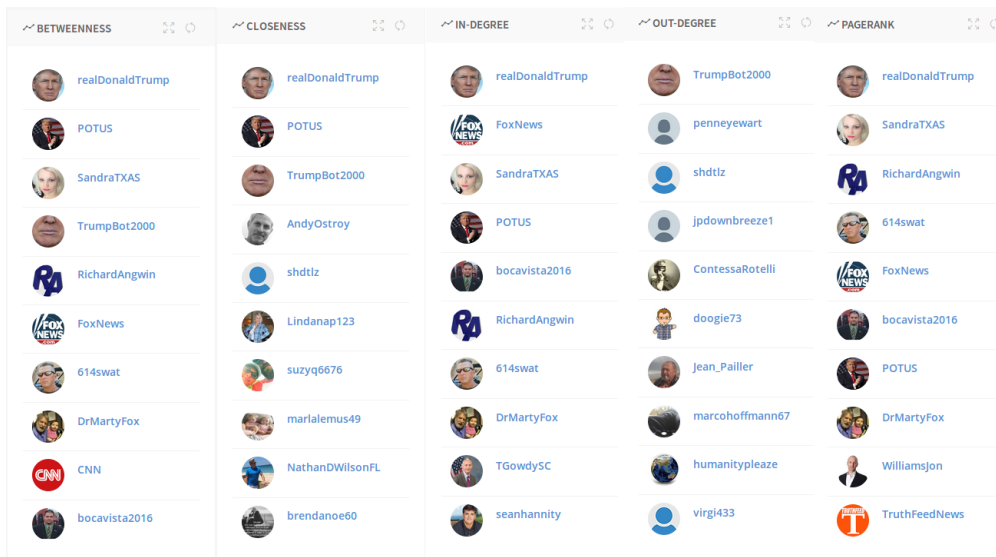 BETWEENNESS
realDonaldTrump
POTUS
SandraTXAS
TrumpBot2000
RichardAngwin
FoxNews
614swat
DrMartyFox
CNN
bocavista2016
CLOSENESS
realDonaldTrump
POTUS
TrumpBot2000
AndyOstroy
shdtlz
Lindanap123
suzyq6676
marlalemus49
NathanDWilsonFL
brendanoe60
IN-DEGREE
realDonaldTrump
FoxNews
SandraTXAS
POTUS
bocavista2016
RichardAngwin
614swat
DrMartyFox
TGowdySC
seanhannity
OUT-DEGREE
TrumpBot2000
penneyewart
shdtlz
jpdownbreeze1
ContessaRotelli
doogie73
Jean_Pailler
marcohoffmann67
humanitypleaze
virgi433
PAGERANK
realDonaldTrump
SandraTXAS
RichardAngwin
614swat
FoxNews
bocavista2016
POTUS
DrMartyFox
WilliamsJon
TruthFeedNews